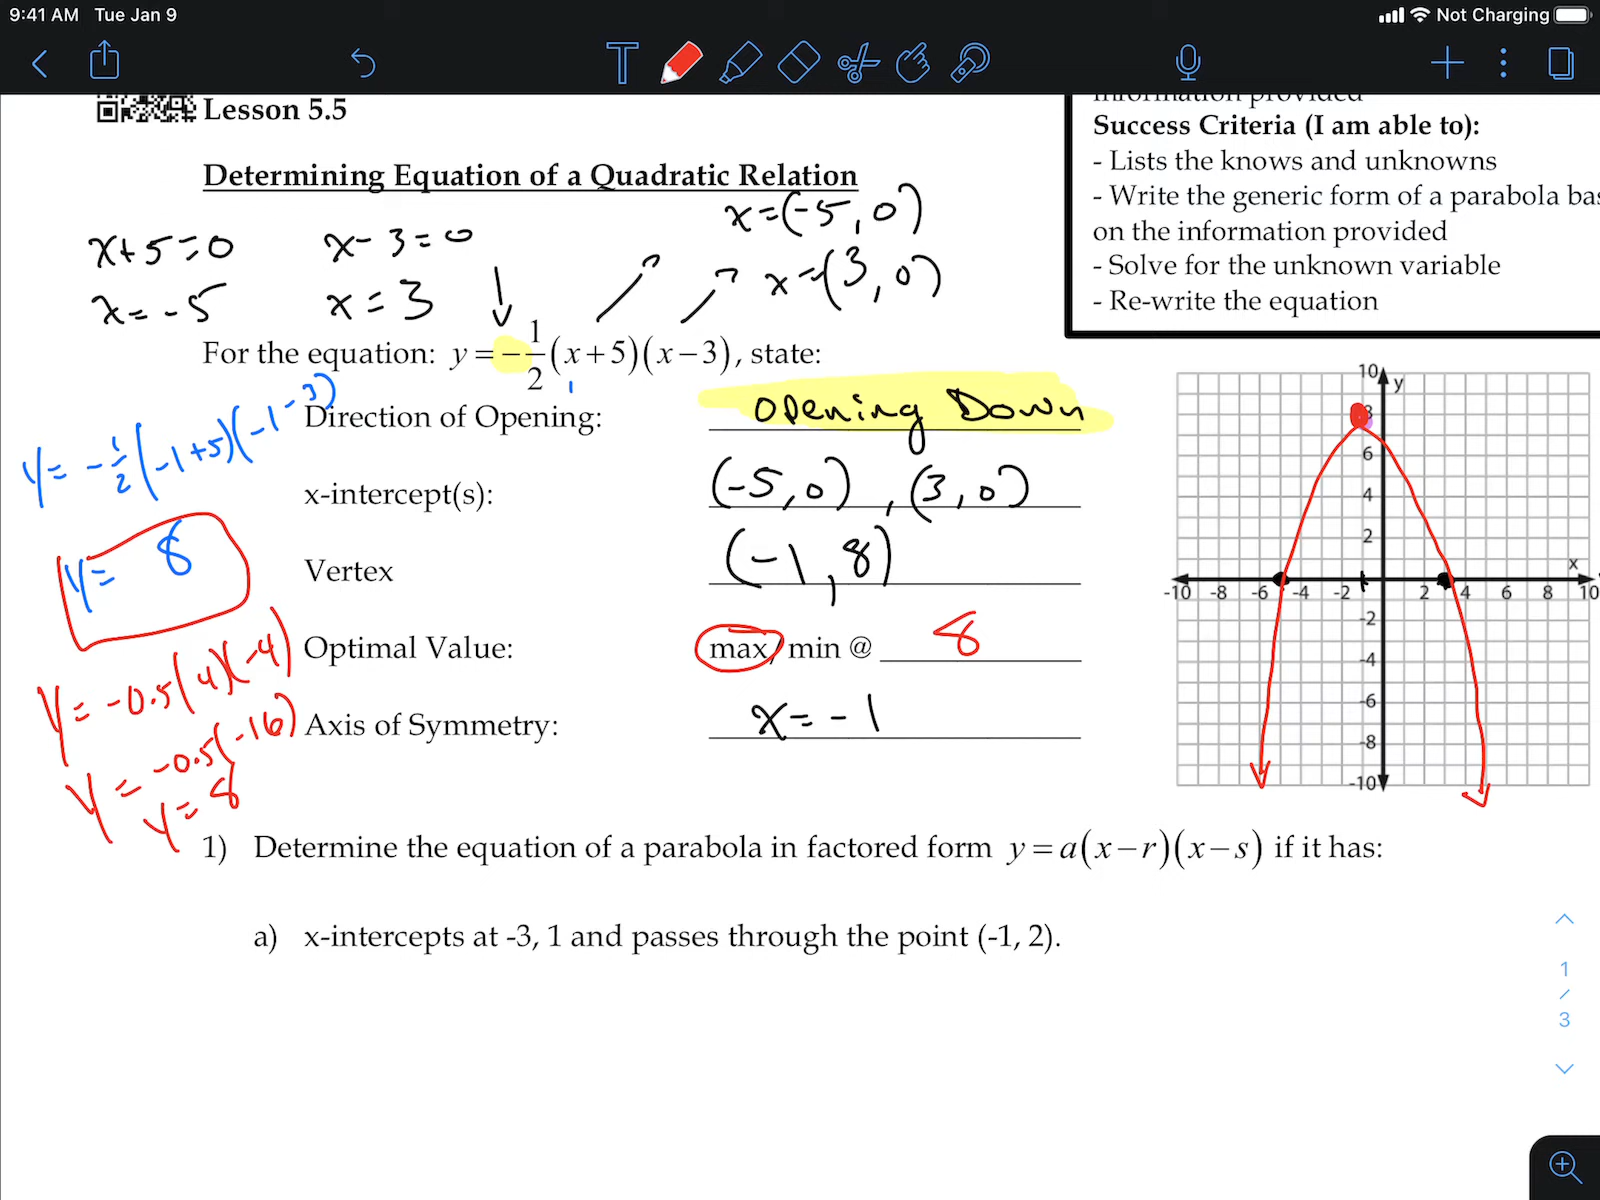 9:41 AM Tue Jan 9
Not Charging
Lesson 5.5
information provided
Success Criteria (I am able to):
- Lists the knows and unknowns
- Write the generic form of a parabola bas
on the information provided
- Solve for the unknown variable
- Re-write the equation
Determining Equation of a Quadratic Relation
x+5=0
x=-5
x-3=0
x=3
x=(-5,0)
x=(3,0)
For the equation: y=-1/2(x+5)(x-3), state:
Direction of Opening: Opening Down
x-intercept(s): (-5,0), (3,0)
Vertex (-1,8)
Optimal Value: max/min @ 8
Axis of Symmetry: x=-1
y=-1/2(-1+5)(-1-3)
y= 8
y=-0.5(4)(-4)
y=-0.5(-16)
y=8
10 y
8
6
4
2
x
-10 -8 -6 -4 -2 2 4 6 8 10
-2
-4
-6
-8
-10
1) Determine the equation of a parabola in factored form y=a(x-r)(x-s) if it has:
a) x-intercepts at -3, 1 and passes through the point (-1, 2).
1
/
3